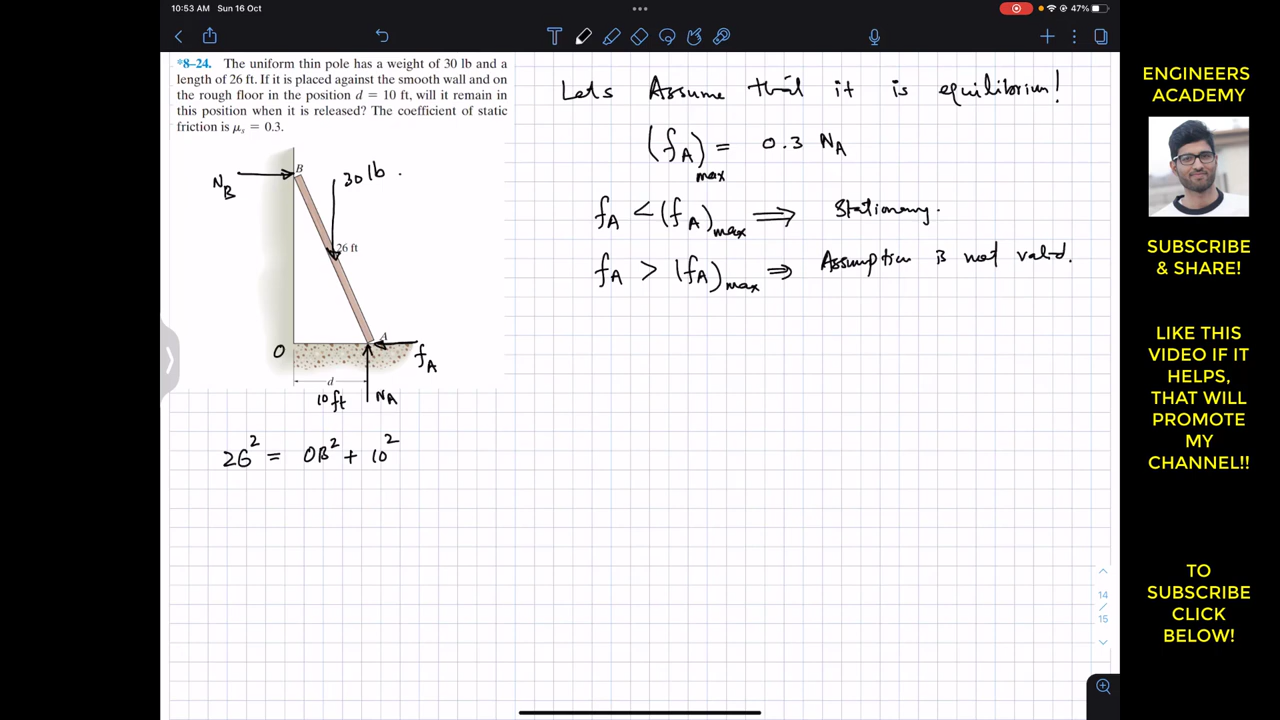 10:53 AM Sun 16 Oct
47%
*8–24. The uniform thin pole has a weight of 30 lb and a
length of 26 ft. If it is placed against the smooth wall and on
the rough floor in the position d = 10 ft, will it remain in
this position when it is released? The coefficient of static
friction is μs = 0.3.
NB
B
30 lb
26 ft
O
A
fA
d
10 ft
NA
26² = OB² + 10²
Lets Assume that it is equilibrium!
(fA)max = 0.3 NA
fA < (fA)max ⇒ Stationary.
fA > (fA)max ⇒ Assumption is not valid.
14
/
15
ENGINEERS
ACADEMY
SUBSCRIBE
& SHARE!
LIKE THIS
VIDEO IF IT
HELPS,
THAT WILL
PROMOTE
MY
CHANNEL!!
TO
SUBSCRIBE
CLICK
BELOW!